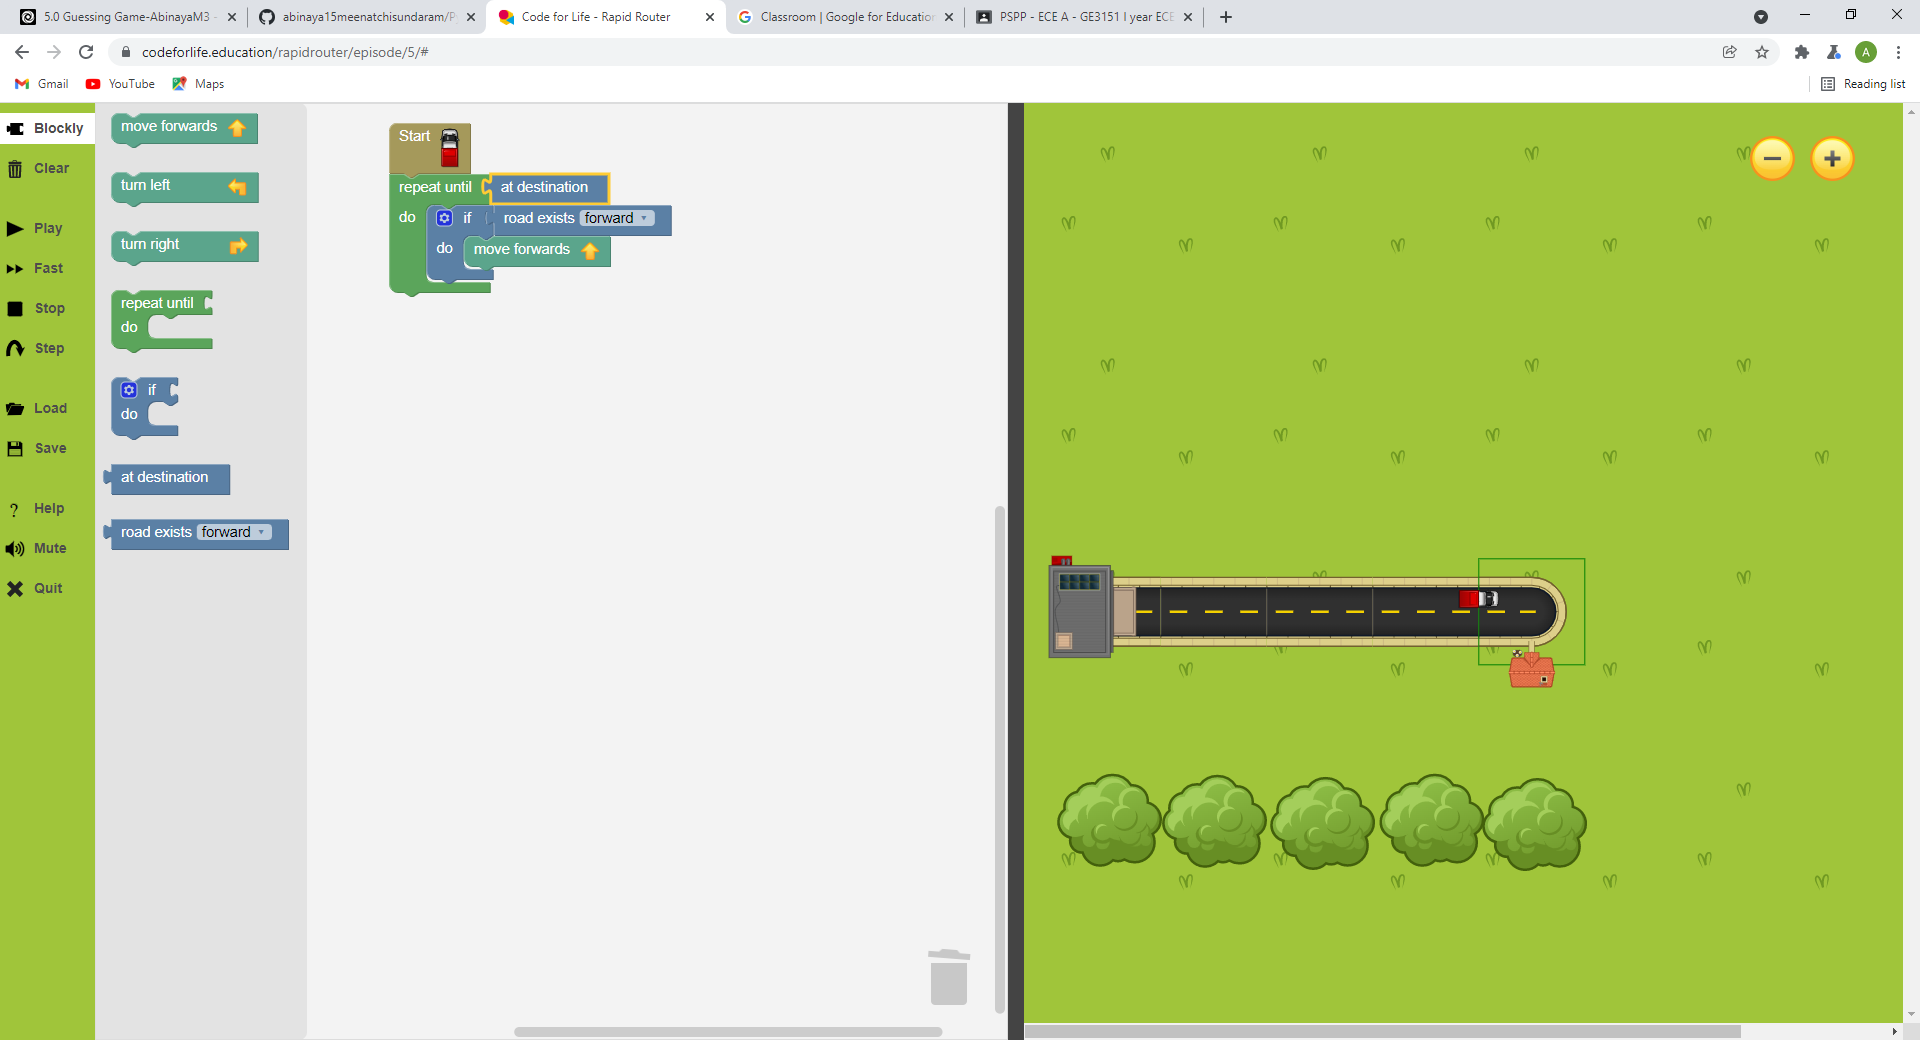 5.0 Guessing Game-AbinayaM3 -
abinaya15meenatchisundaram/P
Code for Life - Rapid Router
Classroom | Google for Education
PSPP - ECE A - GE3151 I year ECE
codeforlife.education/rapidrouter/episode/5/#
A
Gmail
YouTube
Maps
Reading list
Blockly
Clear
Play
Fast
Stop
Step
Load
Save
Help
Mute
Quit
move forwards
turn left
turn right
repeat until
do
if
do
at destination
road exists forward
Start
repeat until at destination
do if road exists forward
do move forwards